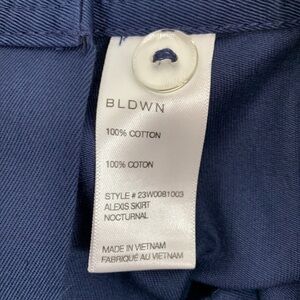 BLDWN
100% COTTON
100% COTON
STYLE # 23W0081003
ALEXIS SKIRT
NOCTURNAL
MADE IN VIETNAM
FABRIQUÉ AU VIETNAM